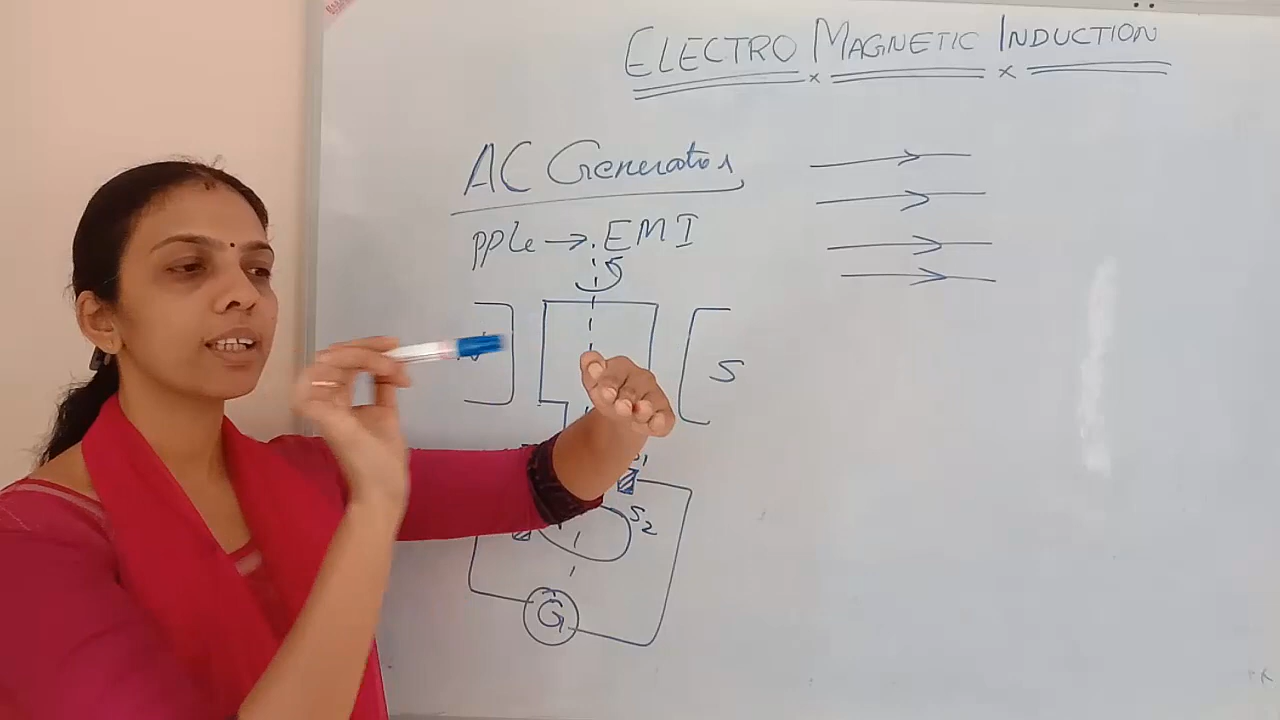 ELECTRO MAGNETIC INDUCTION
AC Generator
PPle → EMI
S
S2
G